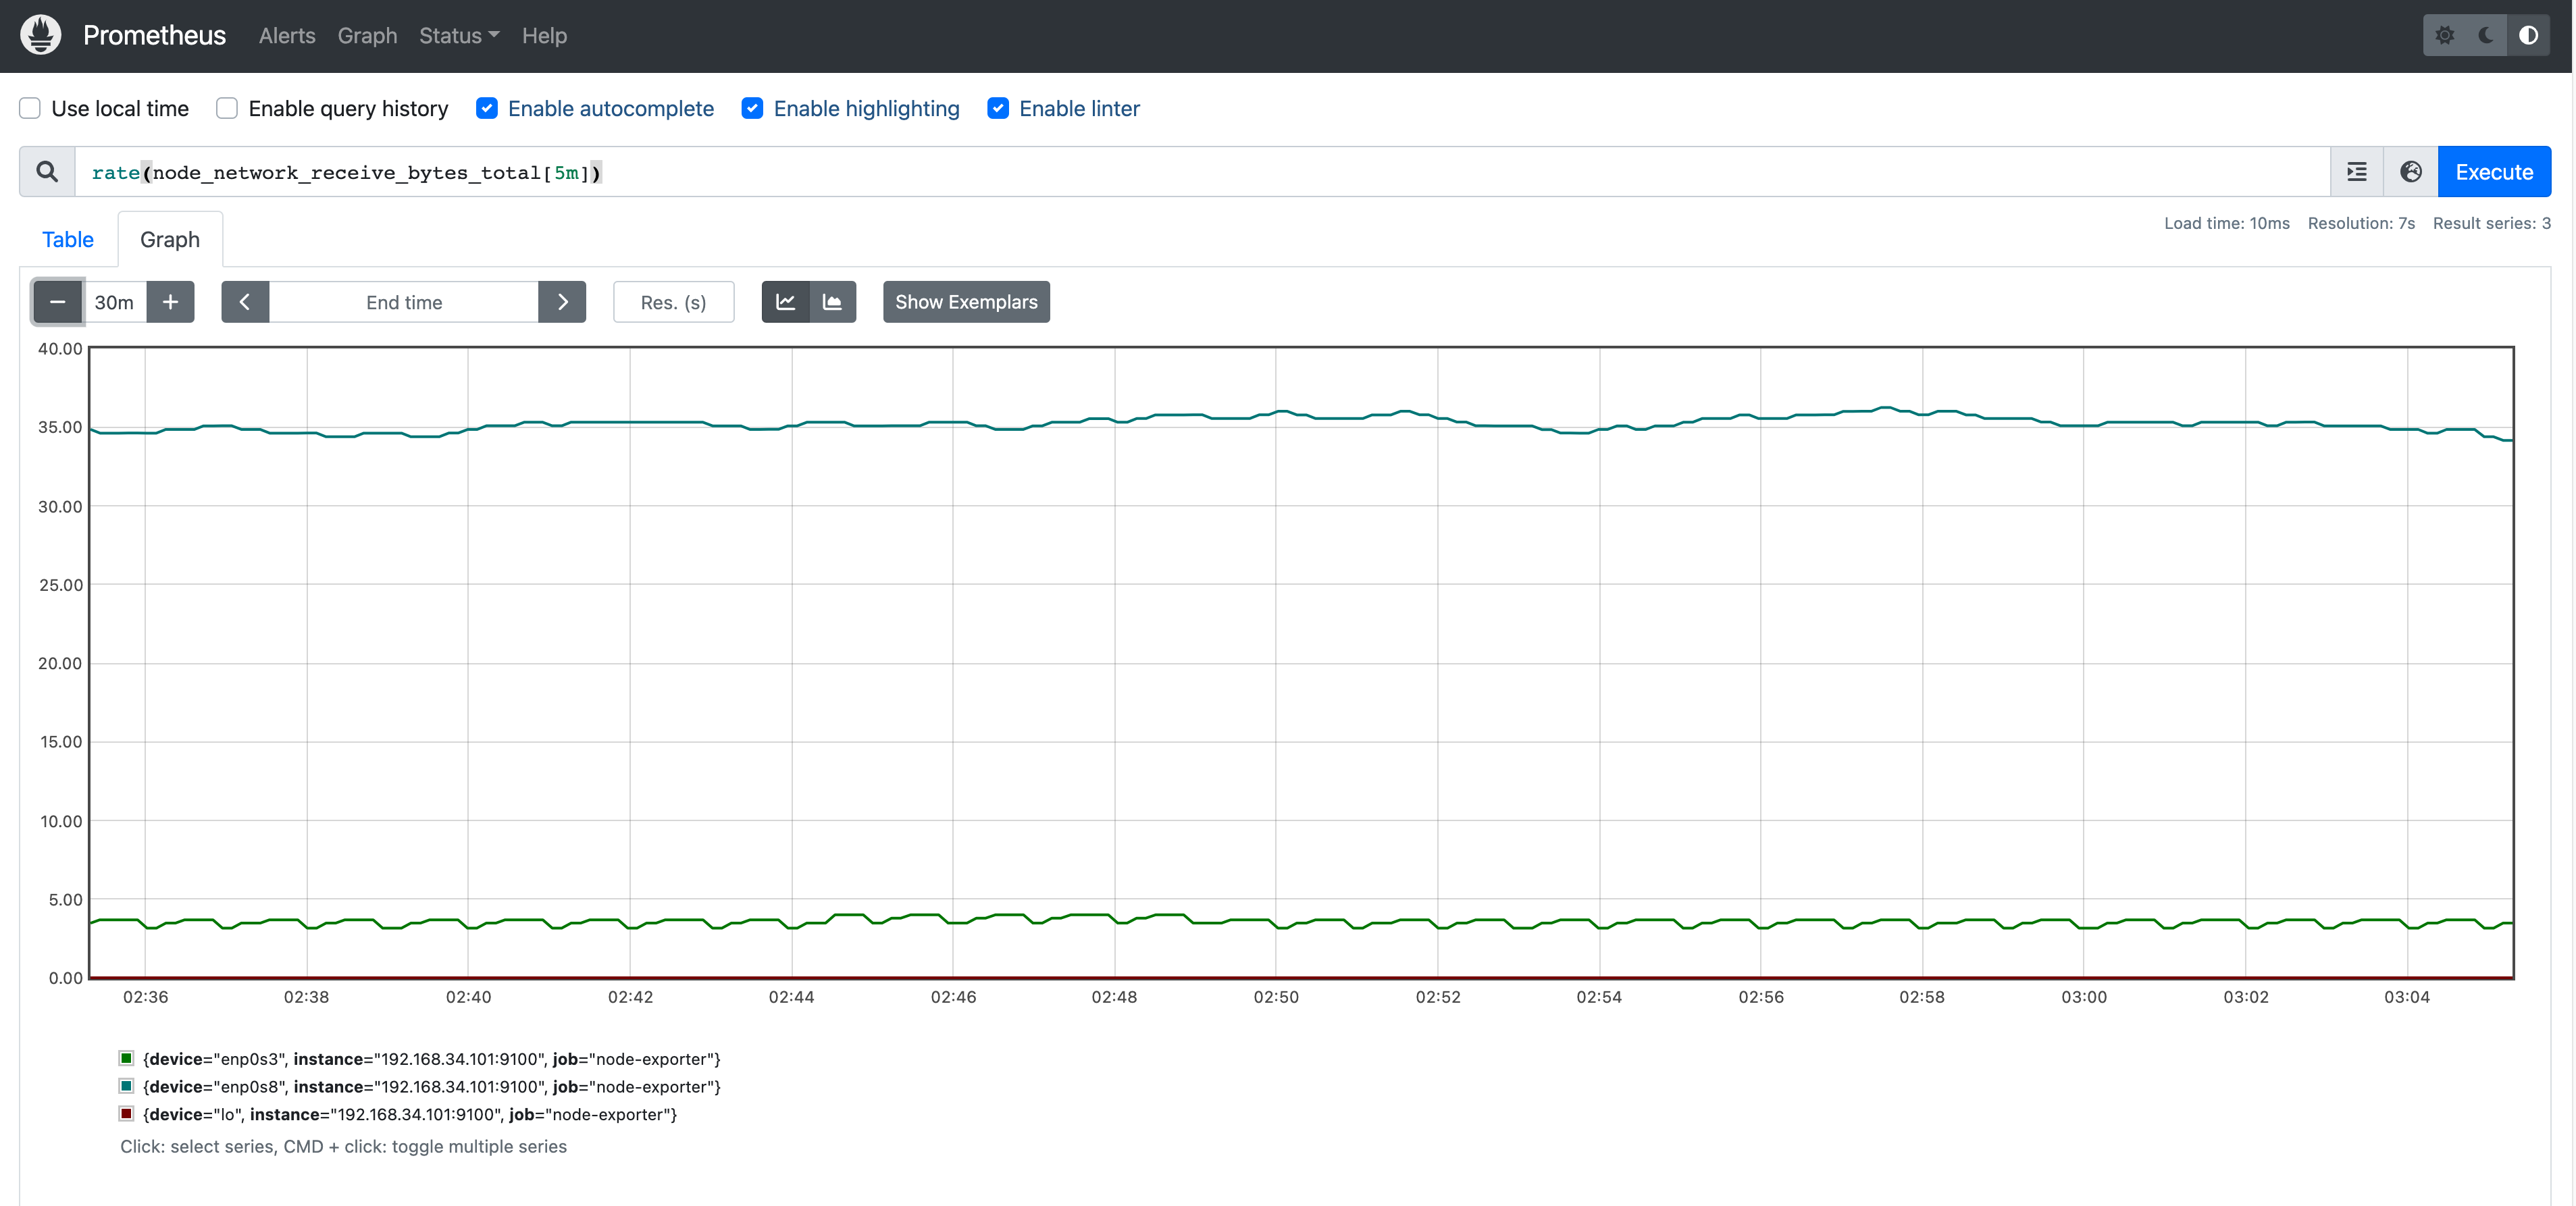 Prometheus Alerts Graph Status Help
Use local time Enable query history Enable autocomplete Enable highlighting Enable linter
rate(node_network_receive_bytes_total[5m]) Execute
Table Graph Load time: 10ms Resolution: 7s Result series: 3
− 30m + End time Res. (s) Show Exemplars
40.00
35.00
30.00
25.00
20.00
15.00
10.00
5.00
0.00
02:36 02:38 02:40 02:42 02:44 02:46 02:48 02:50 02:52 02:54 02:56 02:58 03:00 03:02 03:04
{device="enp0s3", instance="192.168.34.101:9100", job="node-exporter"}
{device="enp0s8", instance="192.168.34.101:9100", job="node-exporter"}
{device="lo", instance="192.168.34.101:9100", job="node-exporter"}
Click: select series, CMD + click: toggle multiple series